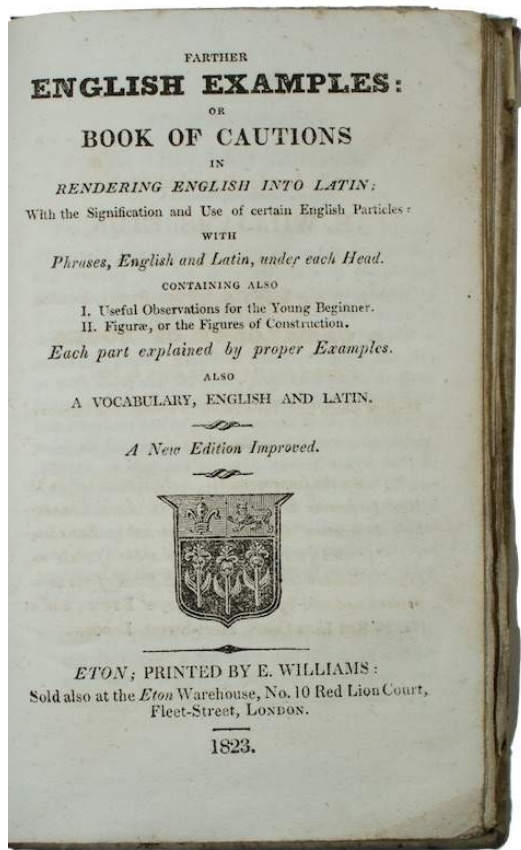 FARTHER
ENGLISH EXAMPLES:
OR
BOOK OF CAUTIONS
IN
RENDERING ENGLISH INTO LATIN;
With the Signification and Use of certain English Particles:
WITH
Phrases, English and Latin, under each Head.
CONTAINING ALSO
I. Useful Observations for the Young Beginner.
II. Figuræ, or the Figures of Construction.
Each part explained by proper Examples.
ALSO
A VOCABULARY, ENGLISH AND LATIN.
A New Edition Improved.
ETON; PRINTED BY E. WILLIAMS:
Sold also at the Eton Warehouse, No. 10 Red Lion Court,
Fleet-Street, LONDON.
1823.